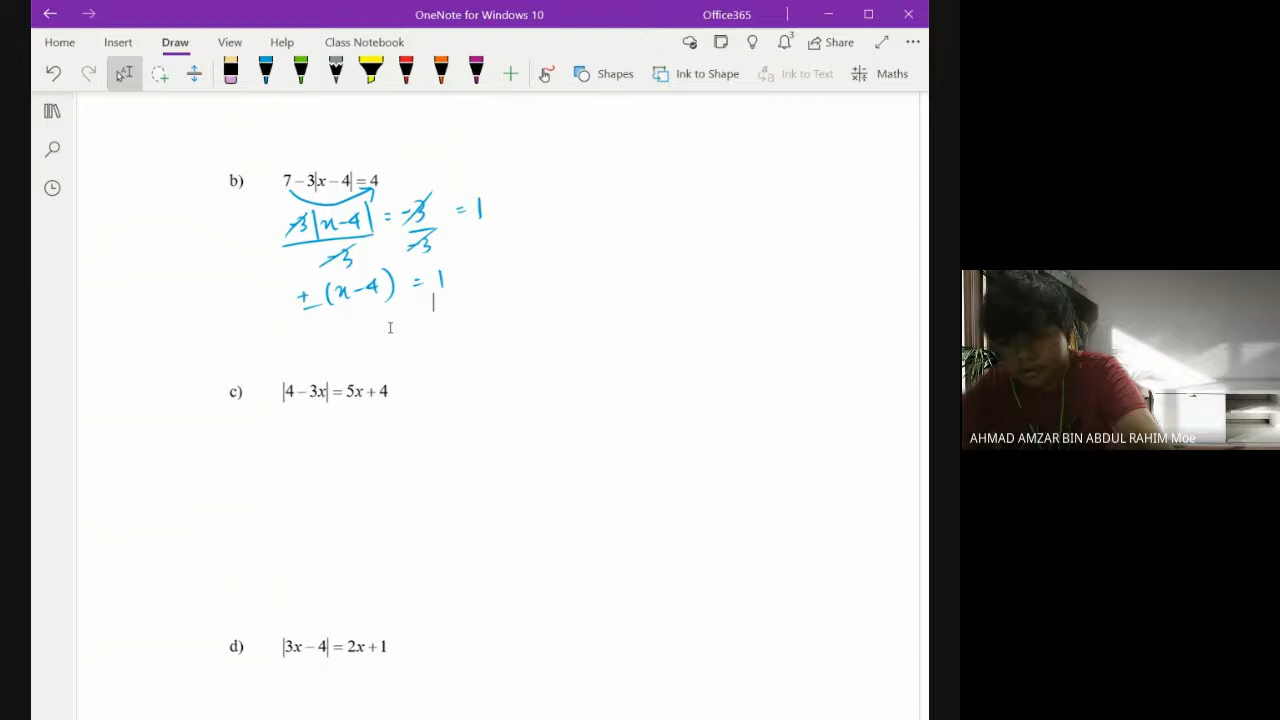 OneNote for Windows 10
Office365
Home Insert Draw View Help Class Notebook
3
Share
Shapes
Ink to Shape
Ink to Text
Maths
b) 7 − 3|x − 4| = 4
-3|x-4| / -3 = -3 / -3 = 1
± (x-4) = 1
c) |4 − 3x| = 5x + 4
d) |3x − 4| = 2x + 1
AHMAD AMZAR BIN ABDUL RAHIM Moe